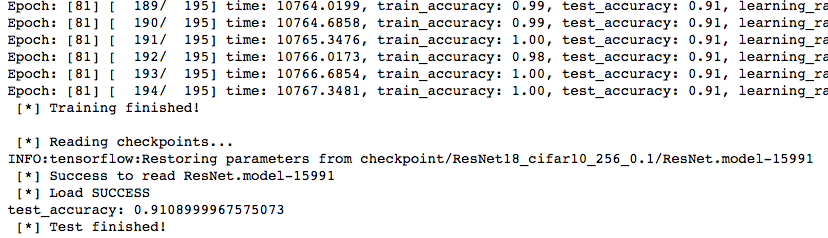 Epoch: [81] [  189/  195] time: 10764.0199, train_accuracy: 0.99, test_accuracy: 0.91, learning_ra
Epoch: [81] [  190/  195] time: 10764.6858, train_accuracy: 0.99, test_accuracy: 0.91, learning_ra
Epoch: [81] [  191/  195] time: 10765.3476, train_accuracy: 1.00, test_accuracy: 0.91, learning_ra
Epoch: [81] [  192/  195] time: 10766.0173, train_accuracy: 0.98, test_accuracy: 0.91, learning_ra
Epoch: [81] [  193/  195] time: 10766.6854, train_accuracy: 1.00, test_accuracy: 0.91, learning_ra
Epoch: [81] [  194/  195] time: 10767.3481, train_accuracy: 1.00, test_accuracy: 0.91, learning_ra
 [*] Training finished!
 [*] Reading checkpoints...
INFO:tensorflow:Restoring parameters from checkpoint/ResNet18_cifar10_256_0.1/ResNet.model-15991
 [*] Success to read ResNet.model-15991
 [*] Load SUCCESS
test_accuracy: 0.9108999967575073
 [*] Test finished!